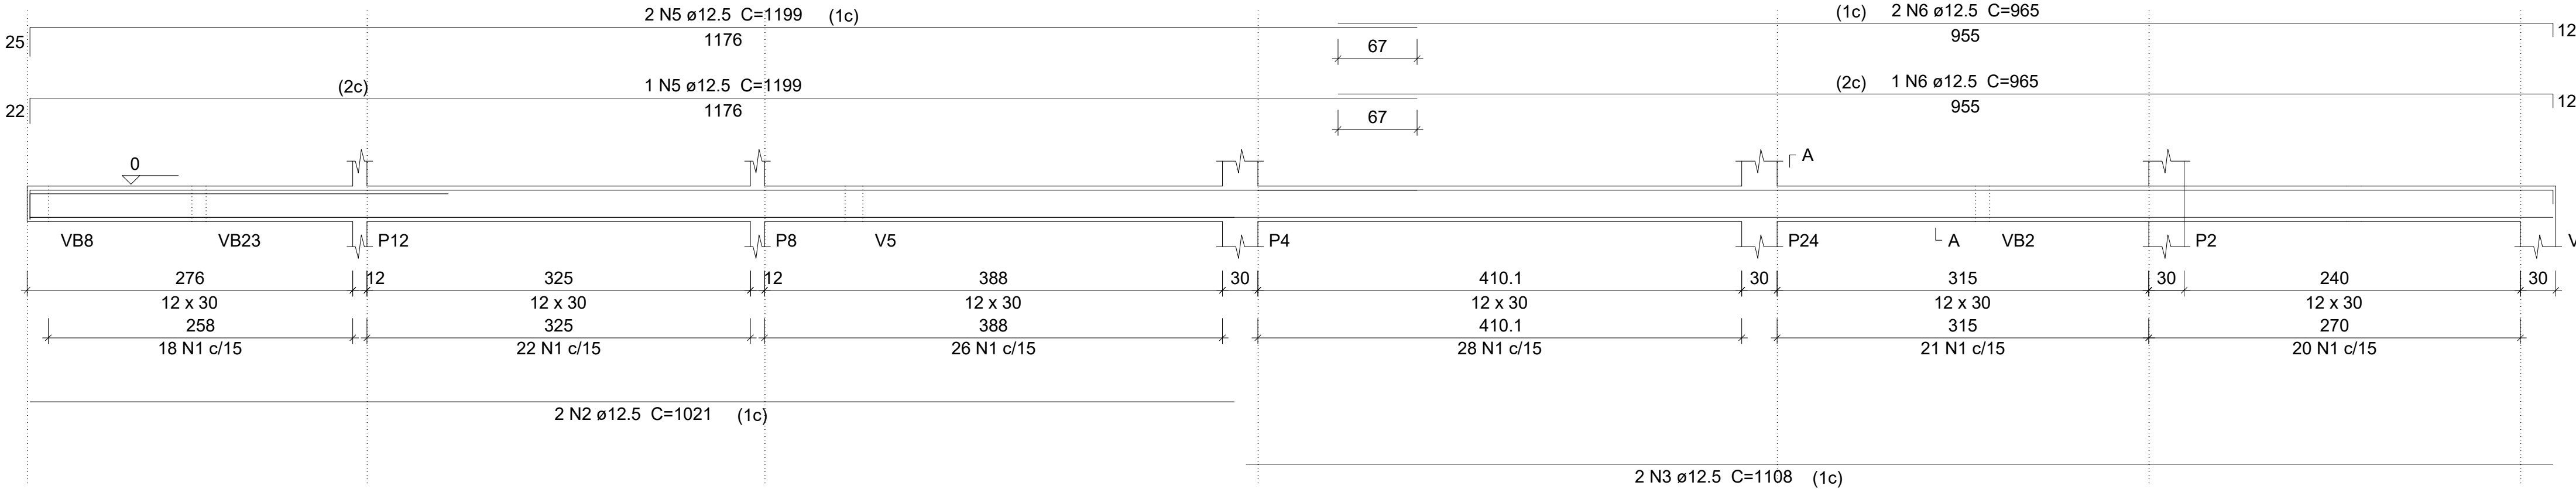 2 N5 ø12.5 C=1199 (1c)
(1c) 2 N6 ø12.5 C=965
25
1176
67
955
12
(2c) 1 N5 ø12.5 C=1199
(2c) 1 N6 ø12.5 C=965
22
1176
67
955
12
0
A
VB8 VB23 P12 P8 V5 P4 P24 A VB2 P2 V
276 12 325 12 388 30 410.1 30 315 30 240 30
12 x 30 12 x 30 12 x 30 12 x 30 12 x 30 12 x 30
258 325 388 410.1 315 270
18 N1 c/15 22 N1 c/15 26 N1 c/15 28 N1 c/15 21 N1 c/15 20 N1 c/15
2 N2 ø12.5 C=1021 (1c)
2 N3 ø12.5 C=1108 (1c)